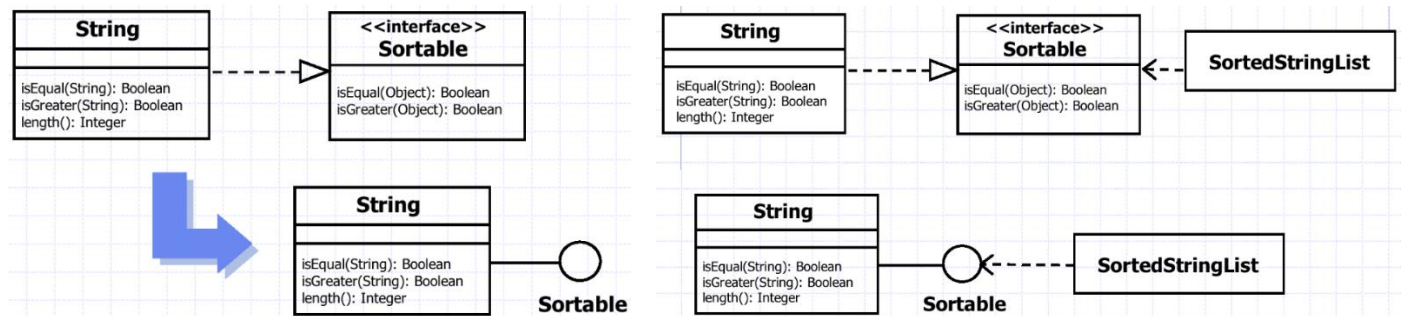 String
isEqual(String): Boolean
isGreater(String): Boolean
length(): Integer
<<interface>>
Sortable
isEqual(Object): Boolean
isGreater(Object): Boolean
String
isEqual(String): Boolean
isGreater(String): Boolean
length(): Integer
Sortable
String
isEqual(String): Boolean
isGreater(String): Boolean
length(): Integer
<<interface>>
Sortable
isEqual(Object): Boolean
isGreater(Object): Boolean
SortedStringList
String
isEqual(String): Boolean
isGreater(String): Boolean
length(): Integer
Sortable
SortedStringList